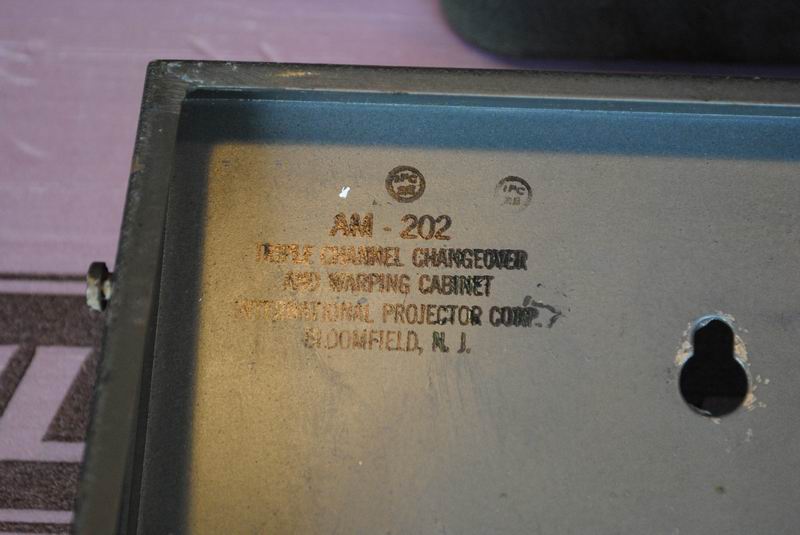 IPC
IPC
AM - 202
TRIPLE CHANNEL CHANGEOVER
AND WARPING CABINET
INTERNATIONAL PROJECTOR CORP.
BLOOMFIELD, N. J.